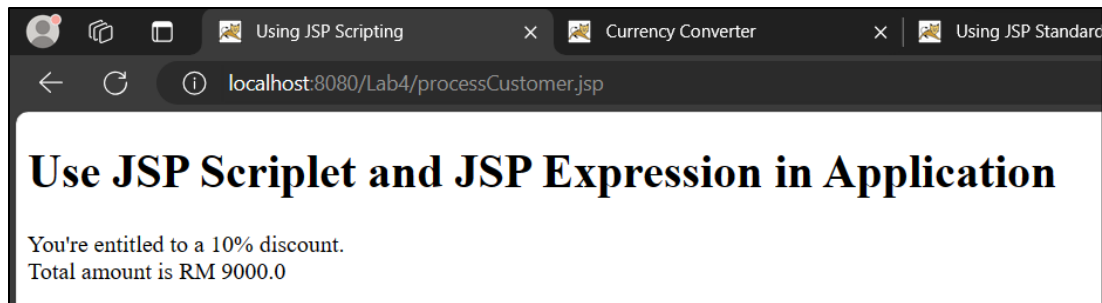 Using JSP Scripting
Currency Converter
Using JSP Standard
localhost:8080/Lab4/processCustomer.jsp
Use JSP Scriplet and JSP Expression in Application
You're entitled to a 10% discount.
Total amount is RM 9000.0